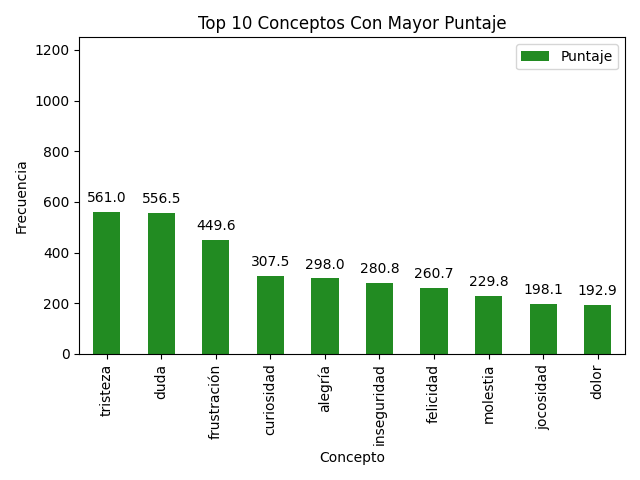 Top 10 Conceptos Con Mayor Puntaje
Puntaje
1200
1000
800
600
400
200
0
Frecuencia
561.0
556.5
449.6
307.5
298.0
280.8
260.7
229.8
198.1
192.9
tristeza
duda
frustración
curiosidad
alegría
inseguridad
felicidad
molestia
jocosidad
dolor
Concepto